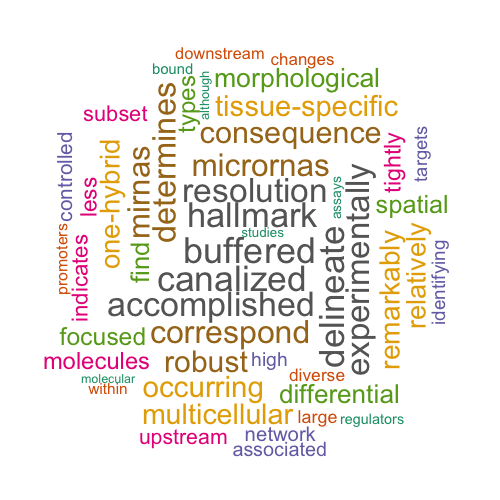 downstream
changes
bound
morphological
types
although
tissue-specific
subset
determines
consequence
controlled
one-hybrid
mirnas
micrornas
tightly
targets
less
resolution
assays
hallmark
spatial
experimentally
studies
promoters
indicates
find
buffered
delineate
remarkably
relatively
identifying
canalized
accomplished
focused
correspond
molecules
robust
high
molecular
within
occurring
diverse
differential
multicellular
large
regulators
upstream
network
associated